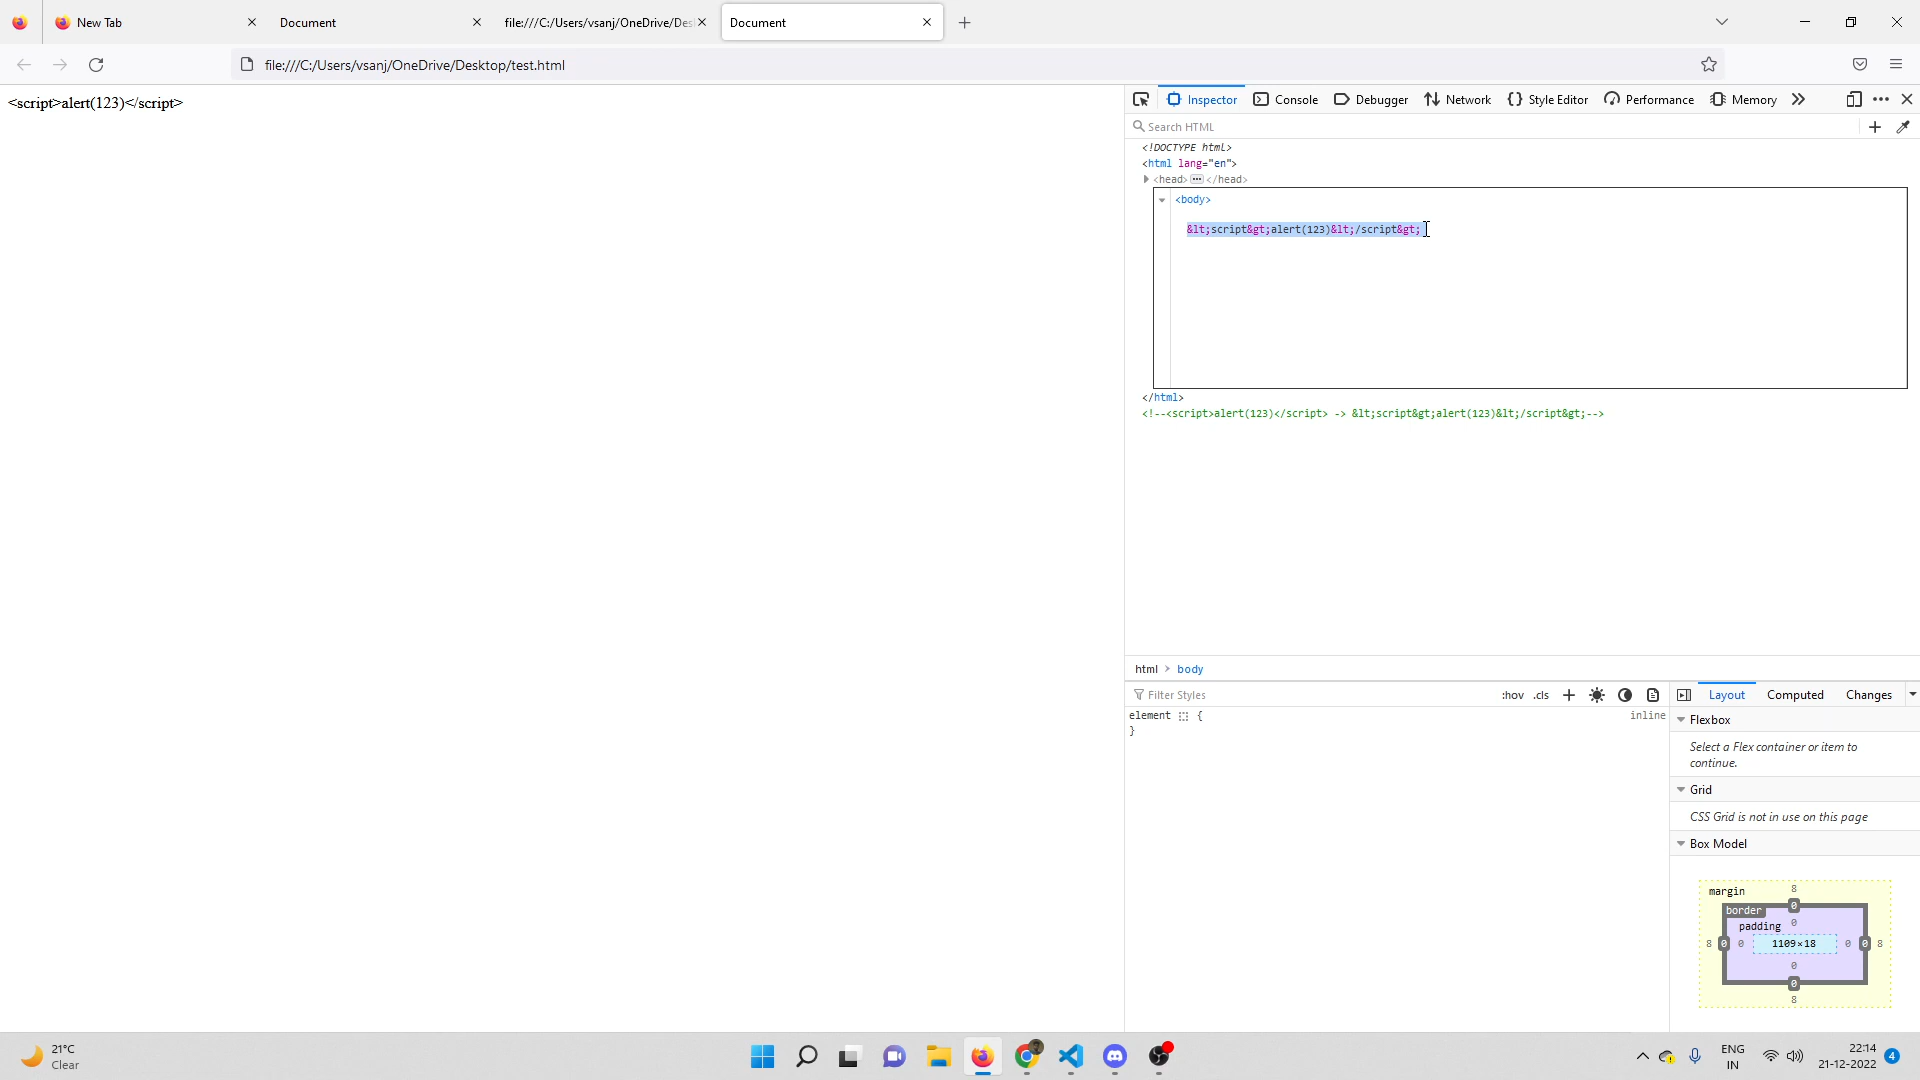 New Tab
Document
file:///C:/Users/vsanj/OneDrive/Des
Document
file:///C:/Users/vsanj/OneDrive/Desktop/test.html
<script>alert(123)</script>
Inspector
Console
Debugger
Network
Style Editor
Performance
Memory
Search HTML
<!DOCTYPE html>
<html lang="en">
<head> ••• </head>
<body>
&lt;script&gt;alert(123)&lt;/script&gt;
</html>
<!--<script>alert(123)</script> -> &lt;script&gt;alert(123)&lt;/script&gt;-->
html > body
Filter Styles
:hov .cls
element {
inline
}
Layout
Computed
Changes
Flexbox
Select a Flex container or item to
continue.
Grid
CSS Grid is not in use on this page
Box Model
margin 8
border 0
padding 0
8 0 0 1109×18 0 0 8
0
0
8
21°C
Clear
ENG
IN
22:14
21-12-2022
4